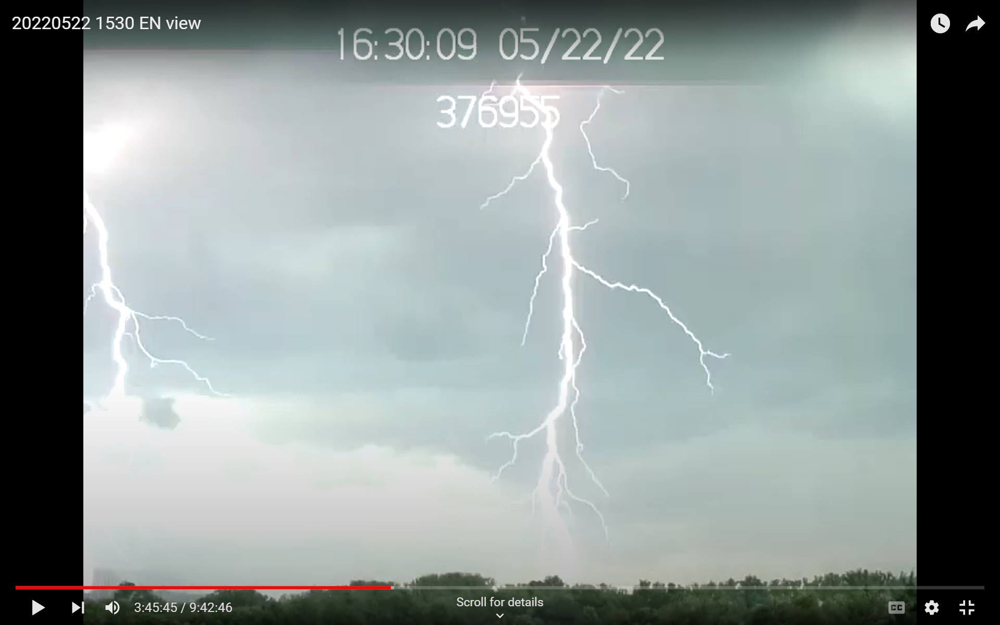 20220522 1530 EN view
16:30:09 05/22/22
376955
3:45:45 / 9:42:46
Scroll for details
CC